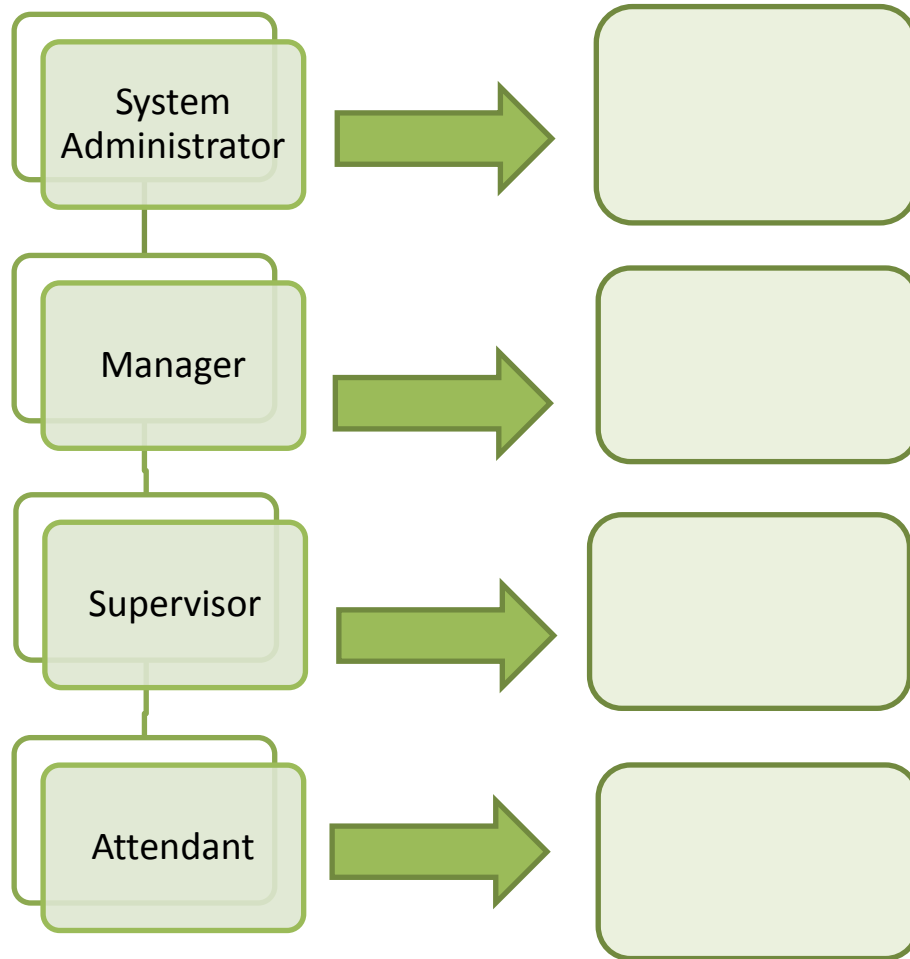 System
Administrator
Manager
Supervisor
Attendant